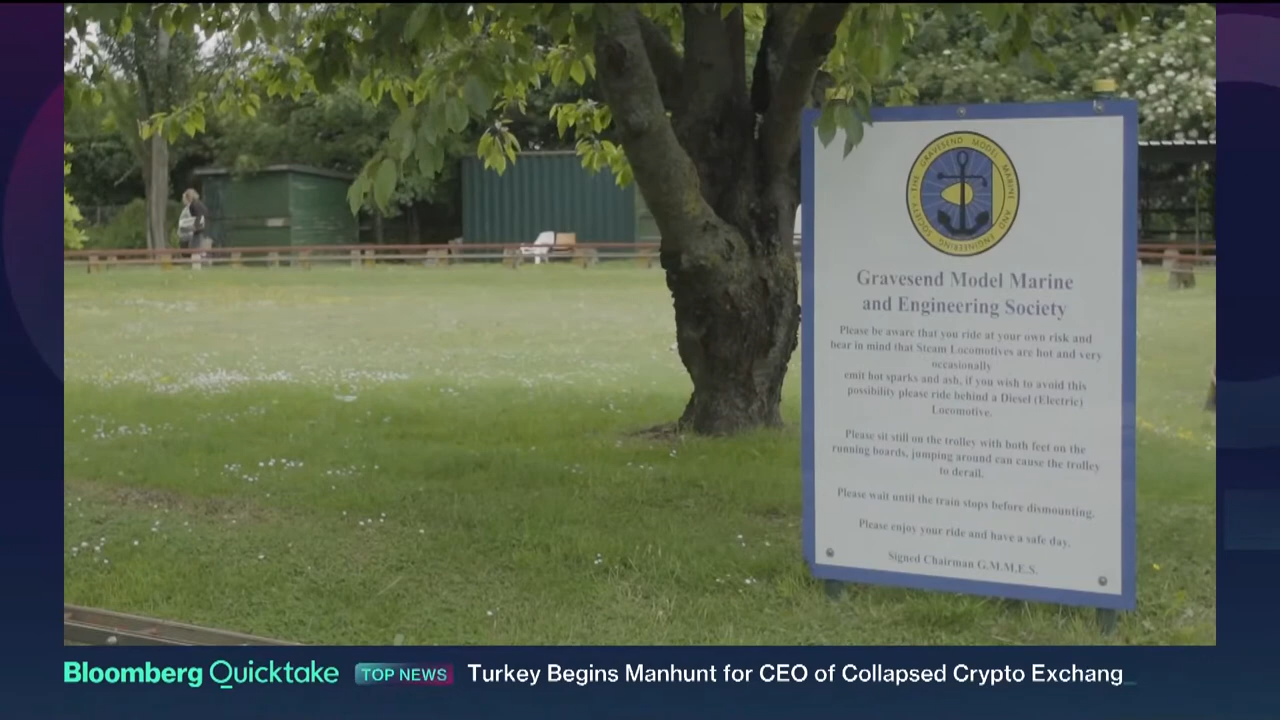 THE GRAVESEND MODEL MARINE AND ENGINEERING SOCIETY
Gravesend Model Marine
and Engineering Society
Please be aware that you ride at your own risk and
bear in mind that Steam Locomotives are hot and very
occasionally
emit hot sparks and ash, if you wish to avoid this
possibility please ride behind a Diesel (Electric)
Locomotive.
Please sit still on the trolley with both feet on the
running boards, jumping around can cause the trolley
to derail.
Please wait until the train stops before dismounting.
Please enjoy your ride and have a safe day.
Signed Chairman G.M.M.E.S.
Bloomberg Quicktake TOP NEWS Turkey Begins Manhunt for CEO of Collapsed Crypto Exchang